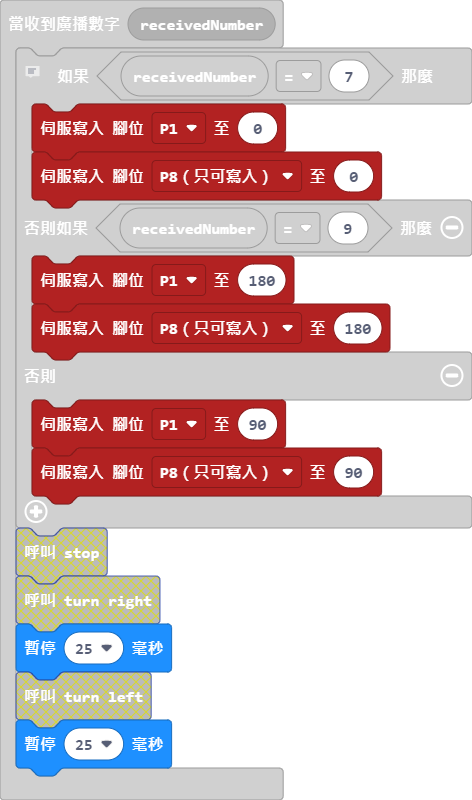 當收到廣播數字 receivedNumber
如果 receivedNumber = 7 那麼
伺服寫入 腳位 P1 至 0
伺服寫入 腳位 P8（只可寫入） 至 0
否則如果 receivedNumber = 9 那麼
伺服寫入 腳位 P1 至 180
伺服寫入 腳位 P8（只可寫入） 至 180
否則
伺服寫入 腳位 P1 至 90
伺服寫入 腳位 P8（只可寫入） 至 90
呼叫 stop
呼叫 turn right
暫停 25 毫秒
呼叫 turn left
暫停 25 毫秒